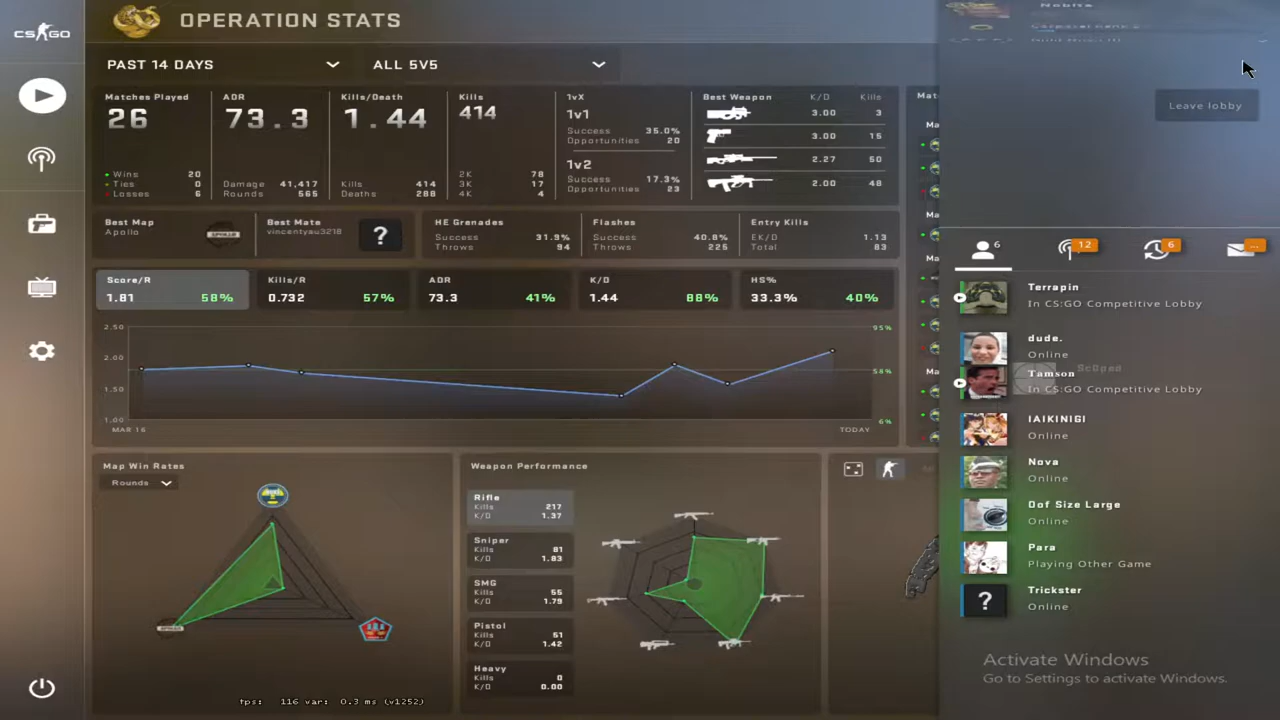 CS:GO
OPERATION STATS
PAST 14 DAYS
ALL 5V5
Matches Played
26
Wins 20
Ties 0
Losses 6
ADR
73.3
Damage 41,417
Rounds 565
Kills/Death
1.44
Kills 414
Deaths 288
Kills
414
2K 78
3K 17
4K 4
1vX
1v1
Success 35.0%
Opportunities 20
1v2
Success 17.3%
Opportunities 23
Best Weapon K/D Kills
3.00 3
3.00 15
2.27 50
2.00 48
Best Map
Apollo
APOLLO
Best Mate
vincentyau3218
?
HE Grenades
Success 31.9%
Throws 94
Flashes
Success 40.8%
Throws 225
Entry Kills
EK/D 1.13
Total 83
Score/R
1.81 58%
Kills/R
0.732 57%
ADR
73.3 41%
K/D
1.44 88%
HS%
33.3% 40%
2.50
2.00
1.50
1.00
95%
58%
6%
MAR 16
TODAY
Map Win Rates
Rounds
APOLLO
Weapon Performance
Rifle
Kills 217
K/D 1.37
Sniper
Kills 81
K/D 1.83
SMG
Kills 55
K/D 1.79
Pistol
Kills 51
K/D 1.42
Heavy
Kills 0
K/D 0.00
tps: 116 var: 0.3 ms (v1252)
Mat
Ma
Ma
Ma
Ma
Nobita
Leave lobby
6
12
6
...
Terrapin
In CS:GO Competitive Lobby
dude.
Online
Tamson
Sc0ped
In CS:GO Competitive Lobby
IAIKINIGI
Online
Nova
Online
Oof Size Large
Online
Para
Playing Other Game
?
Trickster
Online
Activate Windows
Go to Settings to activate Windows.